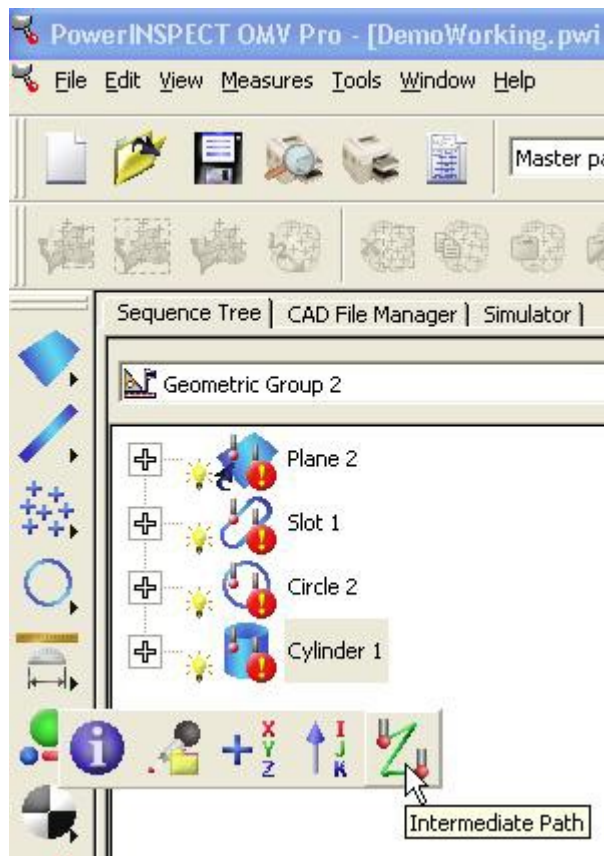 PowerINSPECT OMV Pro - [DemoWorking.pwi
File Edit View Measures Tools Window Help
Master pa
Sequence Tree CAD File Manager Simulator
Geometric Group 2
Plane 2
Slot 1
Circle 2
Cylinder 1
i X Y Z I J K
Intermediate Path